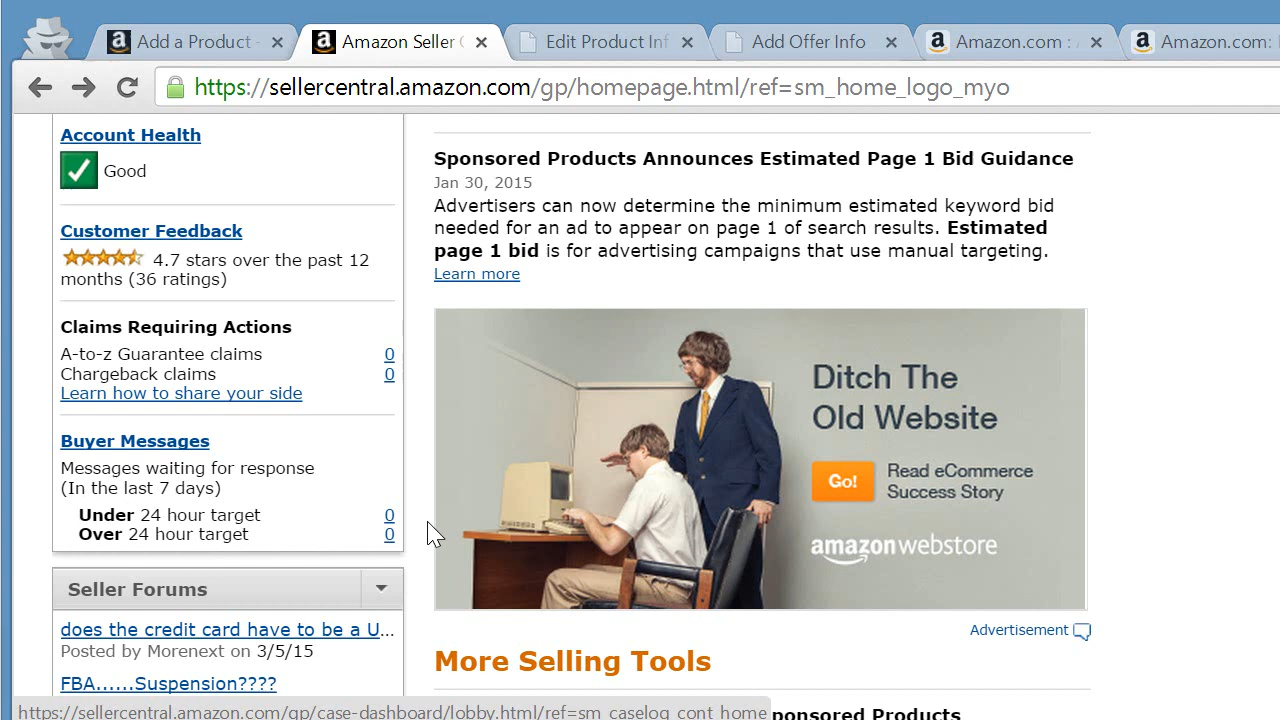 Add a Product -
Amazon Seller C
Edit Product Inf
Add Offer Info
Amazon.com :
Amazon.com:
https://sellercentral.amazon.com/gp/homepage.html/ref=sm_home_logo_myo
Account Health
Good
Customer Feedback
4.7 stars over the past 12
months (36 ratings)
Claims Requiring Actions
A-to-z Guarantee claims 0
Chargeback claims 0
Learn how to share your side
Buyer Messages
Messages waiting for response
(In the last 7 days)
Under 24 hour target 0
Over 24 hour target 0
Seller Forums
does the credit card have to be a U...
Posted by Morenext on 3/5/15
FBA......Suspension????
Sponsored Products Announces Estimated Page 1 Bid Guidance
Jan 30, 2015
Advertisers can now determine the minimum estimated keyword bid
needed for an ad to appear on page 1 of search results. Estimated
page 1 bid is for advertising campaigns that use manual targeting.
Learn more
Ditch The
Old Website
Go!
Read eCommerce
Success Story
amazonwebstore
Advertisement
More Selling Tools
ponsored Products
https://sellercentral.amazon.com/gp/case-dashboard/lobby.html/ref=sm_caselog_cont_home